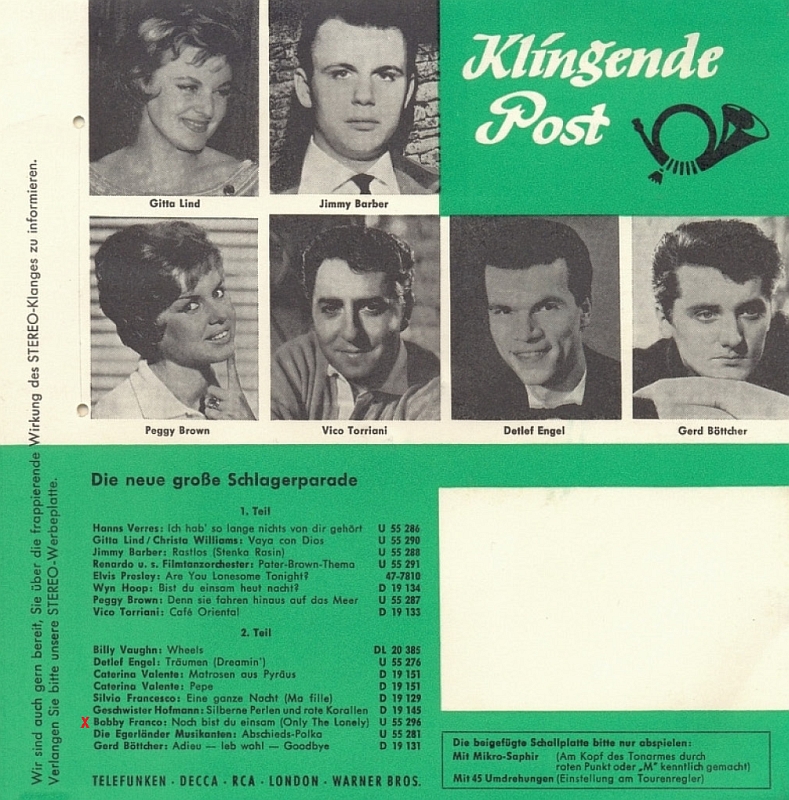 Klingende
Post
Gitta Lind
Jimmy Barber
Peggy Brown
Vico Torriani
Detlef Engel
Gerd Böttcher
Wir sind auch gern bereit, Sie über die frappierende Wirkung des STEREO-Klanges zu informieren.
Verlangen Sie bitte unsere STEREO-Werbeplatte.
Die neue große Schlagerparade
1. Teil
Hanns Verres: Ich hab' so lange nichts von dir gehört U 55 286
Gitta Lind/Christa Williams: Vaya con Dios U 55 290
Jimmy Barber: Rastlos (Stenka Rasin) U 55 288
Renardo u. s. Filmtanzorchester: Pater-Brown-Thema U 55 291
Elvis Presley: Are You Lonesome Tonight? 47-7810
Wyn Hoop: Bist du einsam heut nacht? D 19 134
Peggy Brown: Denn sie fahren hinaus auf das Meer U 55 287
Vico Torriani: Café Oriental D 19 133
2. Teil
Billy Vaughn: Wheels DL 20 385
Detlef Engel: Träumen (Dreamin') U 55 276
Caterina Valente: Matrosen aus Pyräus D 19 151
Caterina Valente: Pepe D 19 151
Silvio Francesco: Eine ganze Nacht (Ma fille) D 19 129
Geschwister Hofmann: Silberne Perlen und rote Korallen D 19 145
X Bobby Franco: Noch bist du einsam (Only The Lonely) U 55 296
Die Egerländer Musikanten: Abschieds-Polka U 55 281
Gerd Böttcher: Adieu — leb wohl — Goodbye D 19 131
TELEFUNKEN · DECCA · RCA · LONDON · WARNER BROS.
Die beigefügte Schallplatte bitte nur abspielen:
Mit Mikro-Saphir (Am Kopf des Tonarmes durch
roten Punkt oder „M" kenntlich gemacht)
Mit 45 Umdrehungen (Einstellung am Tourenregler)